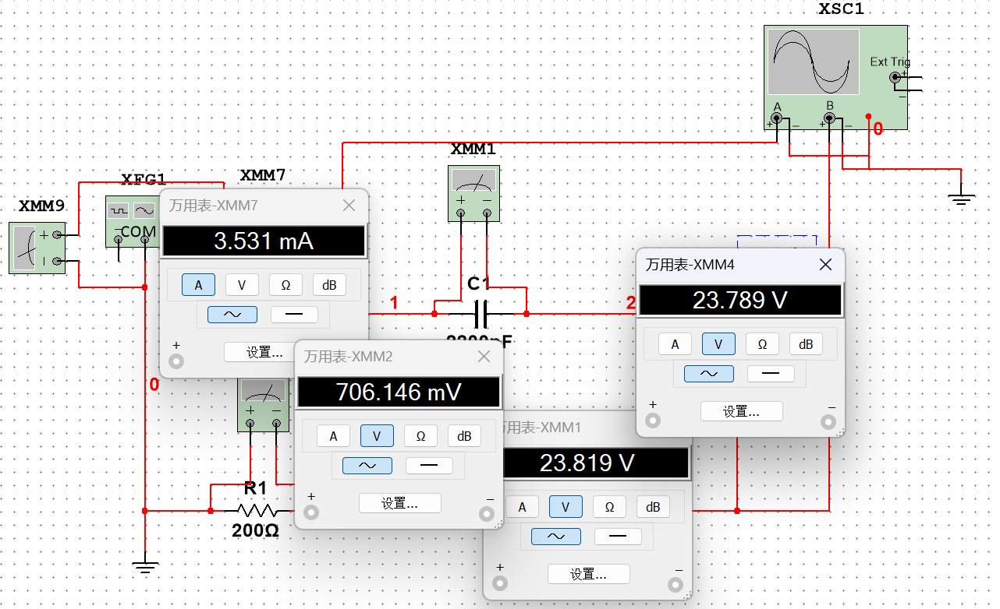 XSC1
Ext Trig
+
−
A
B
+ − + −
0
XMM1
+ −
XFG1
XMM7
XMM9
+
−
COM
万用表-XMM7
3.531 mA
A V Ω dB
设置...
+
C1
1
2
万用表-XMM4
23.789 V
A V Ω dB
设置...
+ −
万用表-XMM2
706.146 mV
A V Ω dB
设置...
+ −
0
+ −
万用表-XMM1
23.819 V
A V Ω dB
设置...
+ −
R1
200Ω